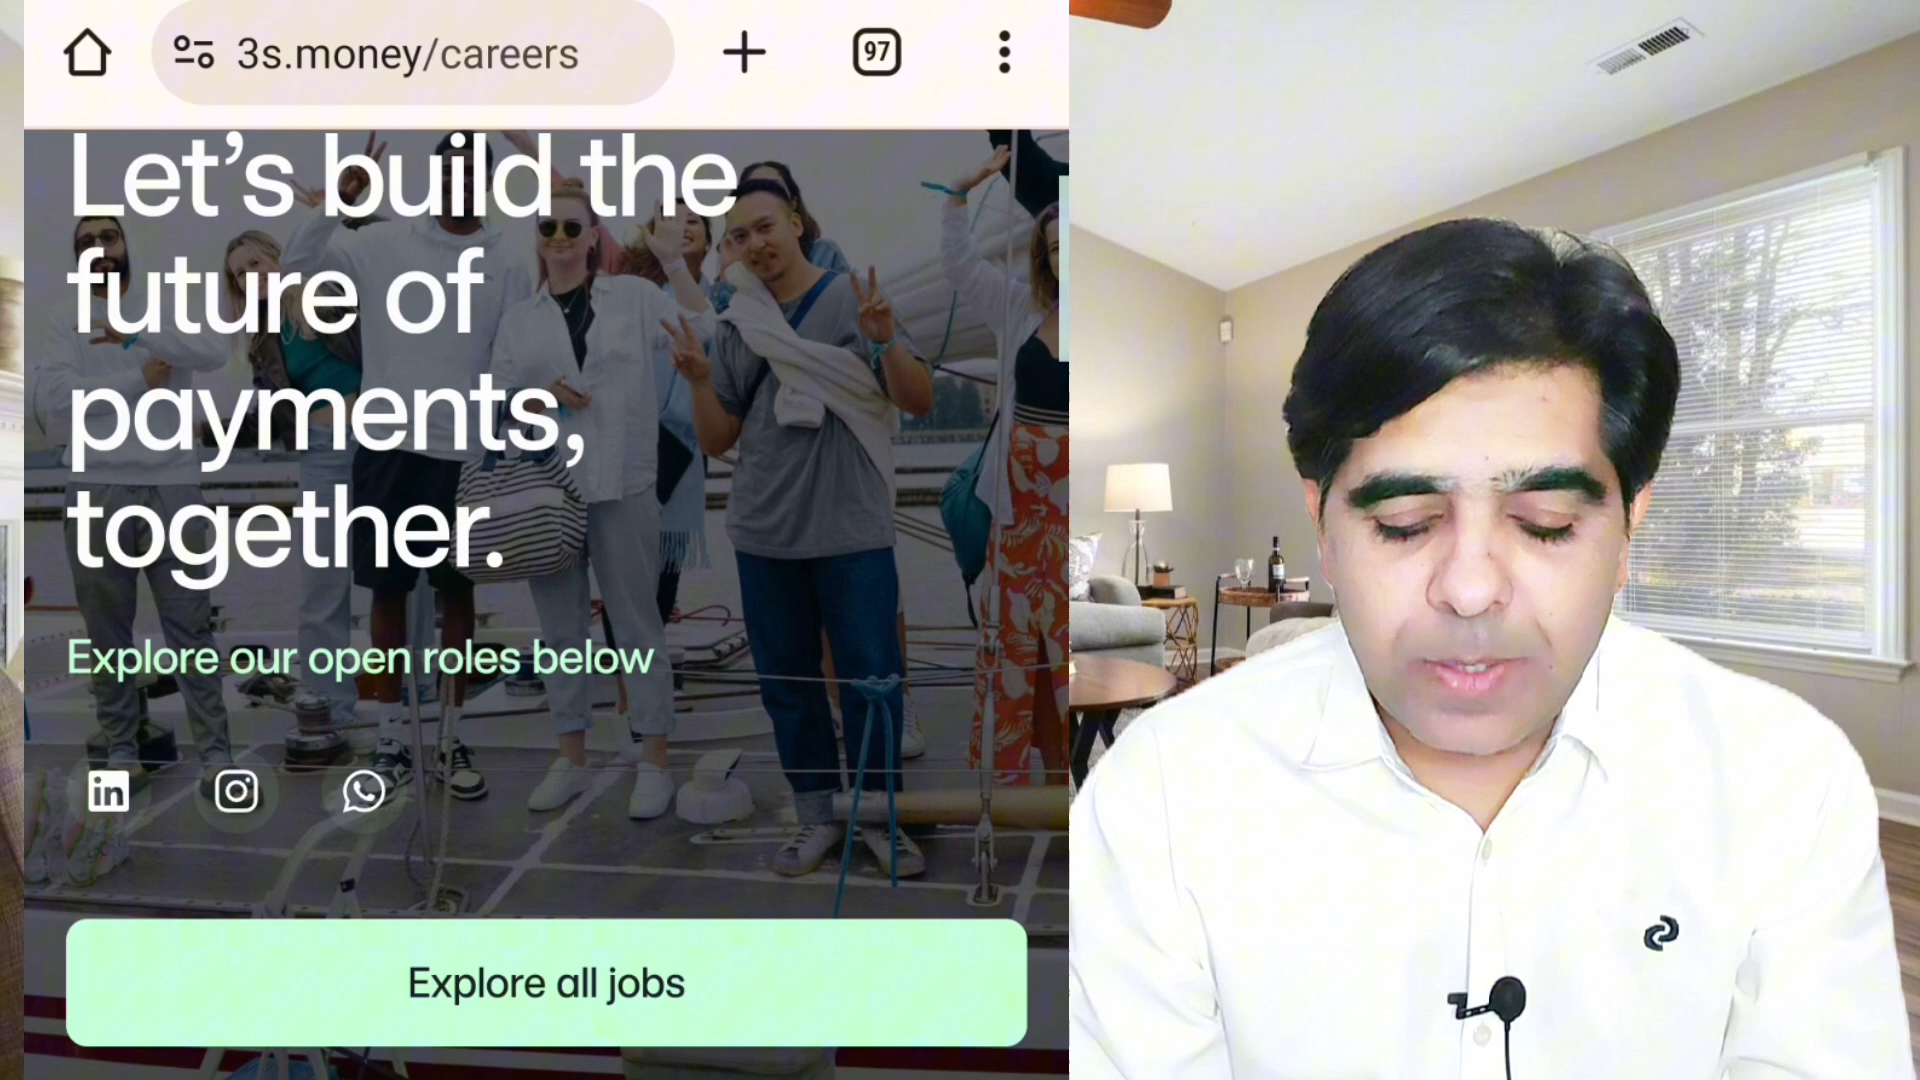 3s.money/careers
97
Let’s build the
future of
payments,
together.
Explore our open roles below
in
Explore all jobs